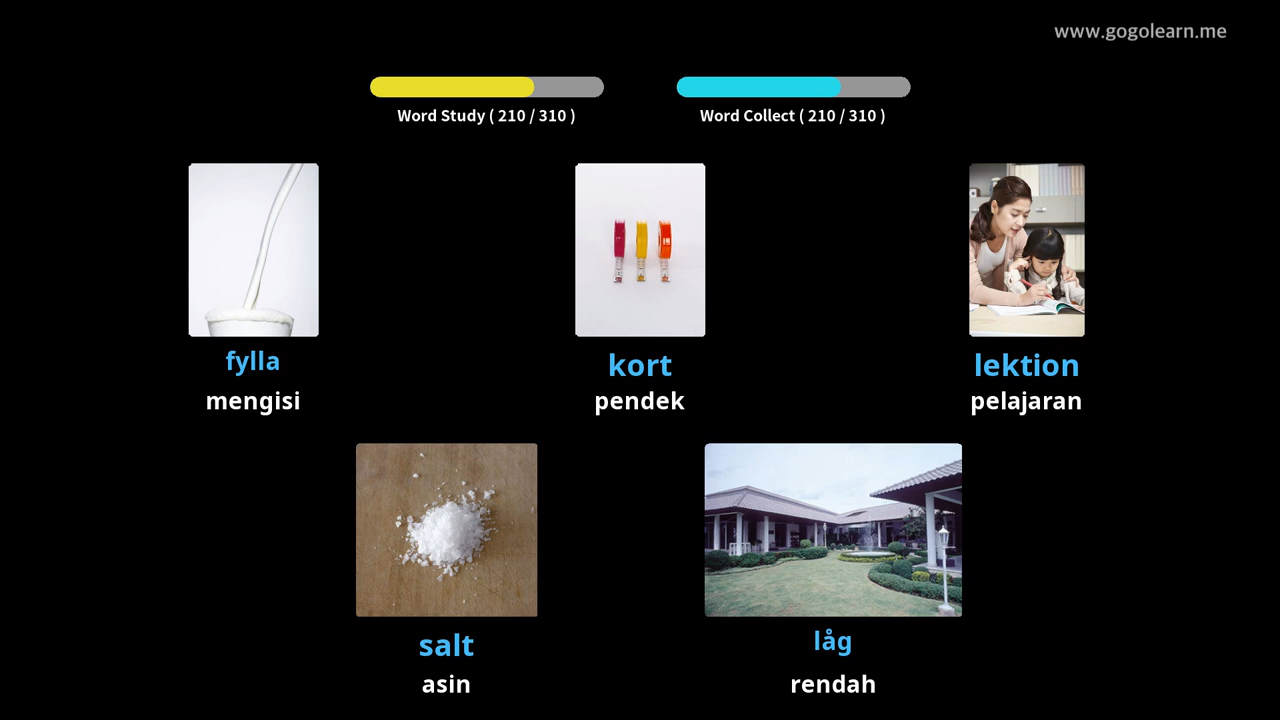 www.gogolearn.me
Word Study ( 210 / 310 )
Word Collect ( 210 / 310 )
fylla
mengisi
kort
pendek
lektion
pelajaran
salt
asin
låg
rendah